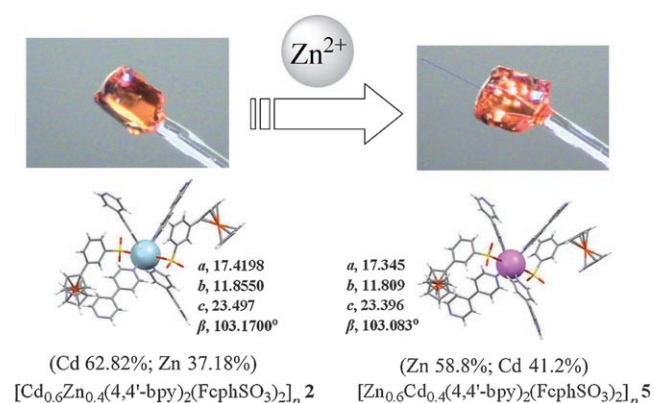 Zn²⁺
a, 17.4198
b, 11.8550
c, 23.497
β, 103.1700º
a, 17.345
b, 11.809
c, 23.396
β, 103.083º
(Cd 62.82%; Zn 37.18%)
(Zn 58.8%; Cd 41.2%)
[Cd₀.₆Zn₀.₄(4,4'-bpy)₂(FcphSO₃)₂]ₙ 2
[Zn₀.₆Cd₀.₄(4,4'-bpy)₂(FcphSO₃)₂]ₙ 5